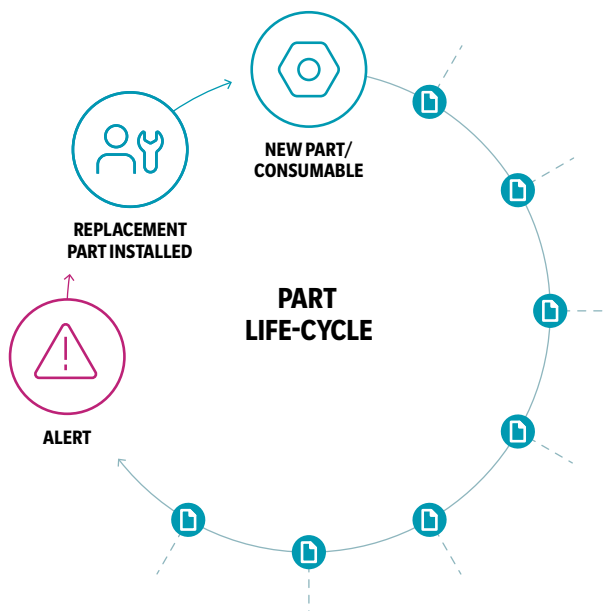 NEW PART/
CONSUMABLE
REPLACEMENT
PART INSTALLED
PART
LIFE-CYCLE
ALERT